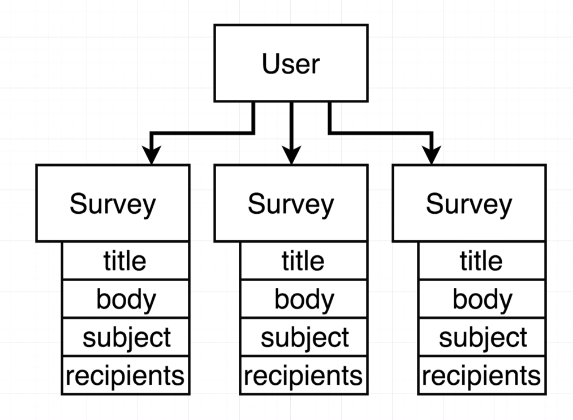 User
Survey Survey Survey
title title title
body body body
subject subject subject
recipients recipients recipients